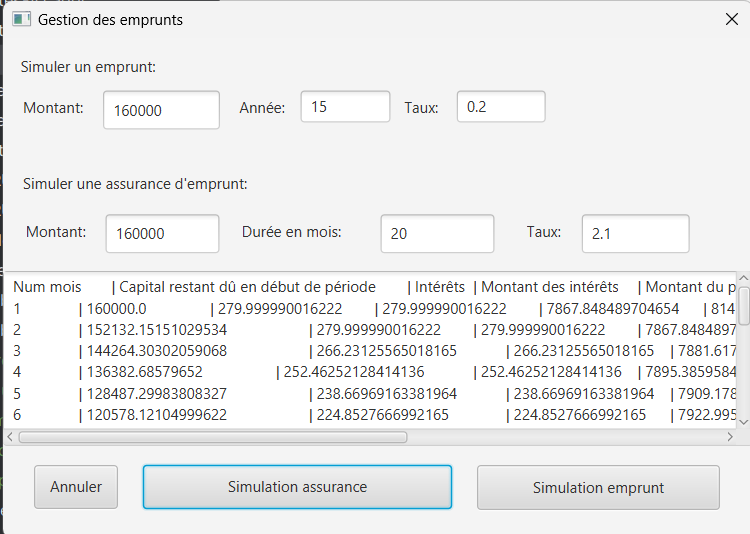 Gestion des emprunts
Simuler un emprunt:
Montant: 160000 Année: 15 Taux: 0.2
Simuler une assurance d'emprunt:
Montant: 160000 Durée en mois: 20 Taux: 2.1
Num mois | Capital restant dû en début de période | Intérêts | Montant des intérêts | Montant du p
1 | 160000.0 | 279.999990016222 | 279.999990016222 | 7867.848489704654 | 814
2 | 152132.15151029534 | 279.999990016222 | 279.999990016222 | 7867.8484897
3 | 144264.30302059068 | 266.23125565018165 | 266.23125565018165 | 7881.617
4 | 136382.68579652 | 252.46252128414136 | 252.46252128414136 | 7895.3859584
5 | 128487.29983808327 | 238.66969163381964 | 238.66969163381964 | 7909.178
6 | 120578.12104999622 | 224.8527666992165 | 224.8527666992165 | 7922.995
Annuler Simulation assurance Simulation emprunt